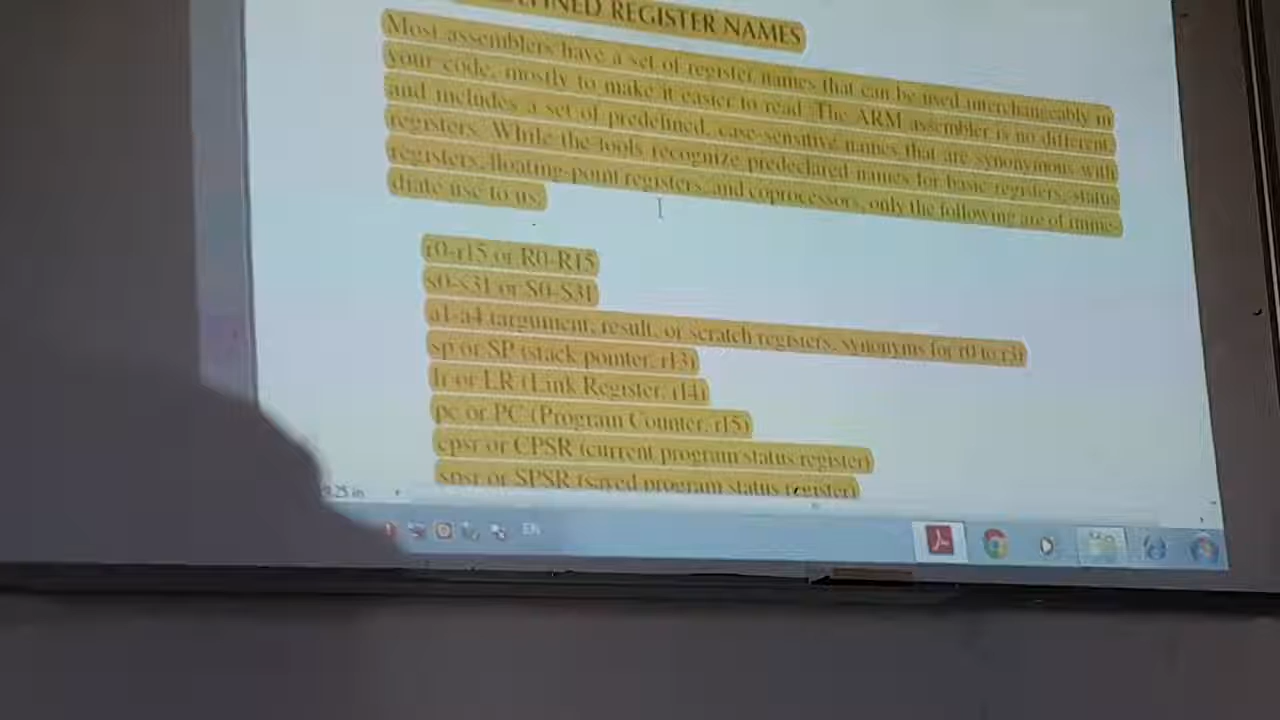 FINED REGISTER NAMES
Most assemblers have a set of register names that can be used interchangeably in
your code, mostly to make it easier to read. The ARM assembler is no different
and includes a set of predefined, case-sensitive names that are synonymous with
registers. While the tools recognize predeclared names for basic registers, status
registers, floating-point registers, and coprocessors, only the following are of imme-
diate use to us:
r0-r15 or R0-R15
s0-s31 or S0-S31
a1-a4 (argument, result, or scratch registers, synonyms for r0 to r3)
sp or SP (stack pointer, r13)
lr or LR (Link Register, r14)
pc or PC (Program Counter, r15)
cpsr or CPSR (current program status register)
spsr or SPSR (saved program status register)
9.25 in
EN